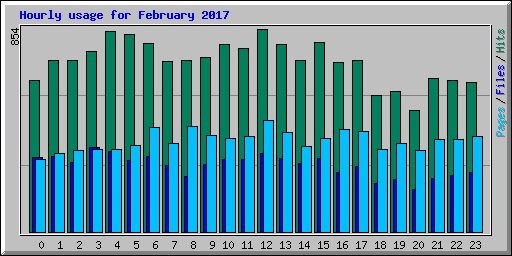 Hourly usage for February 2017
854
Pages / Files / Hits
0 1 2 3 4 5 6 7 8 9 10 11 12 13 14 15 16 17 18 19 20 21 22 23